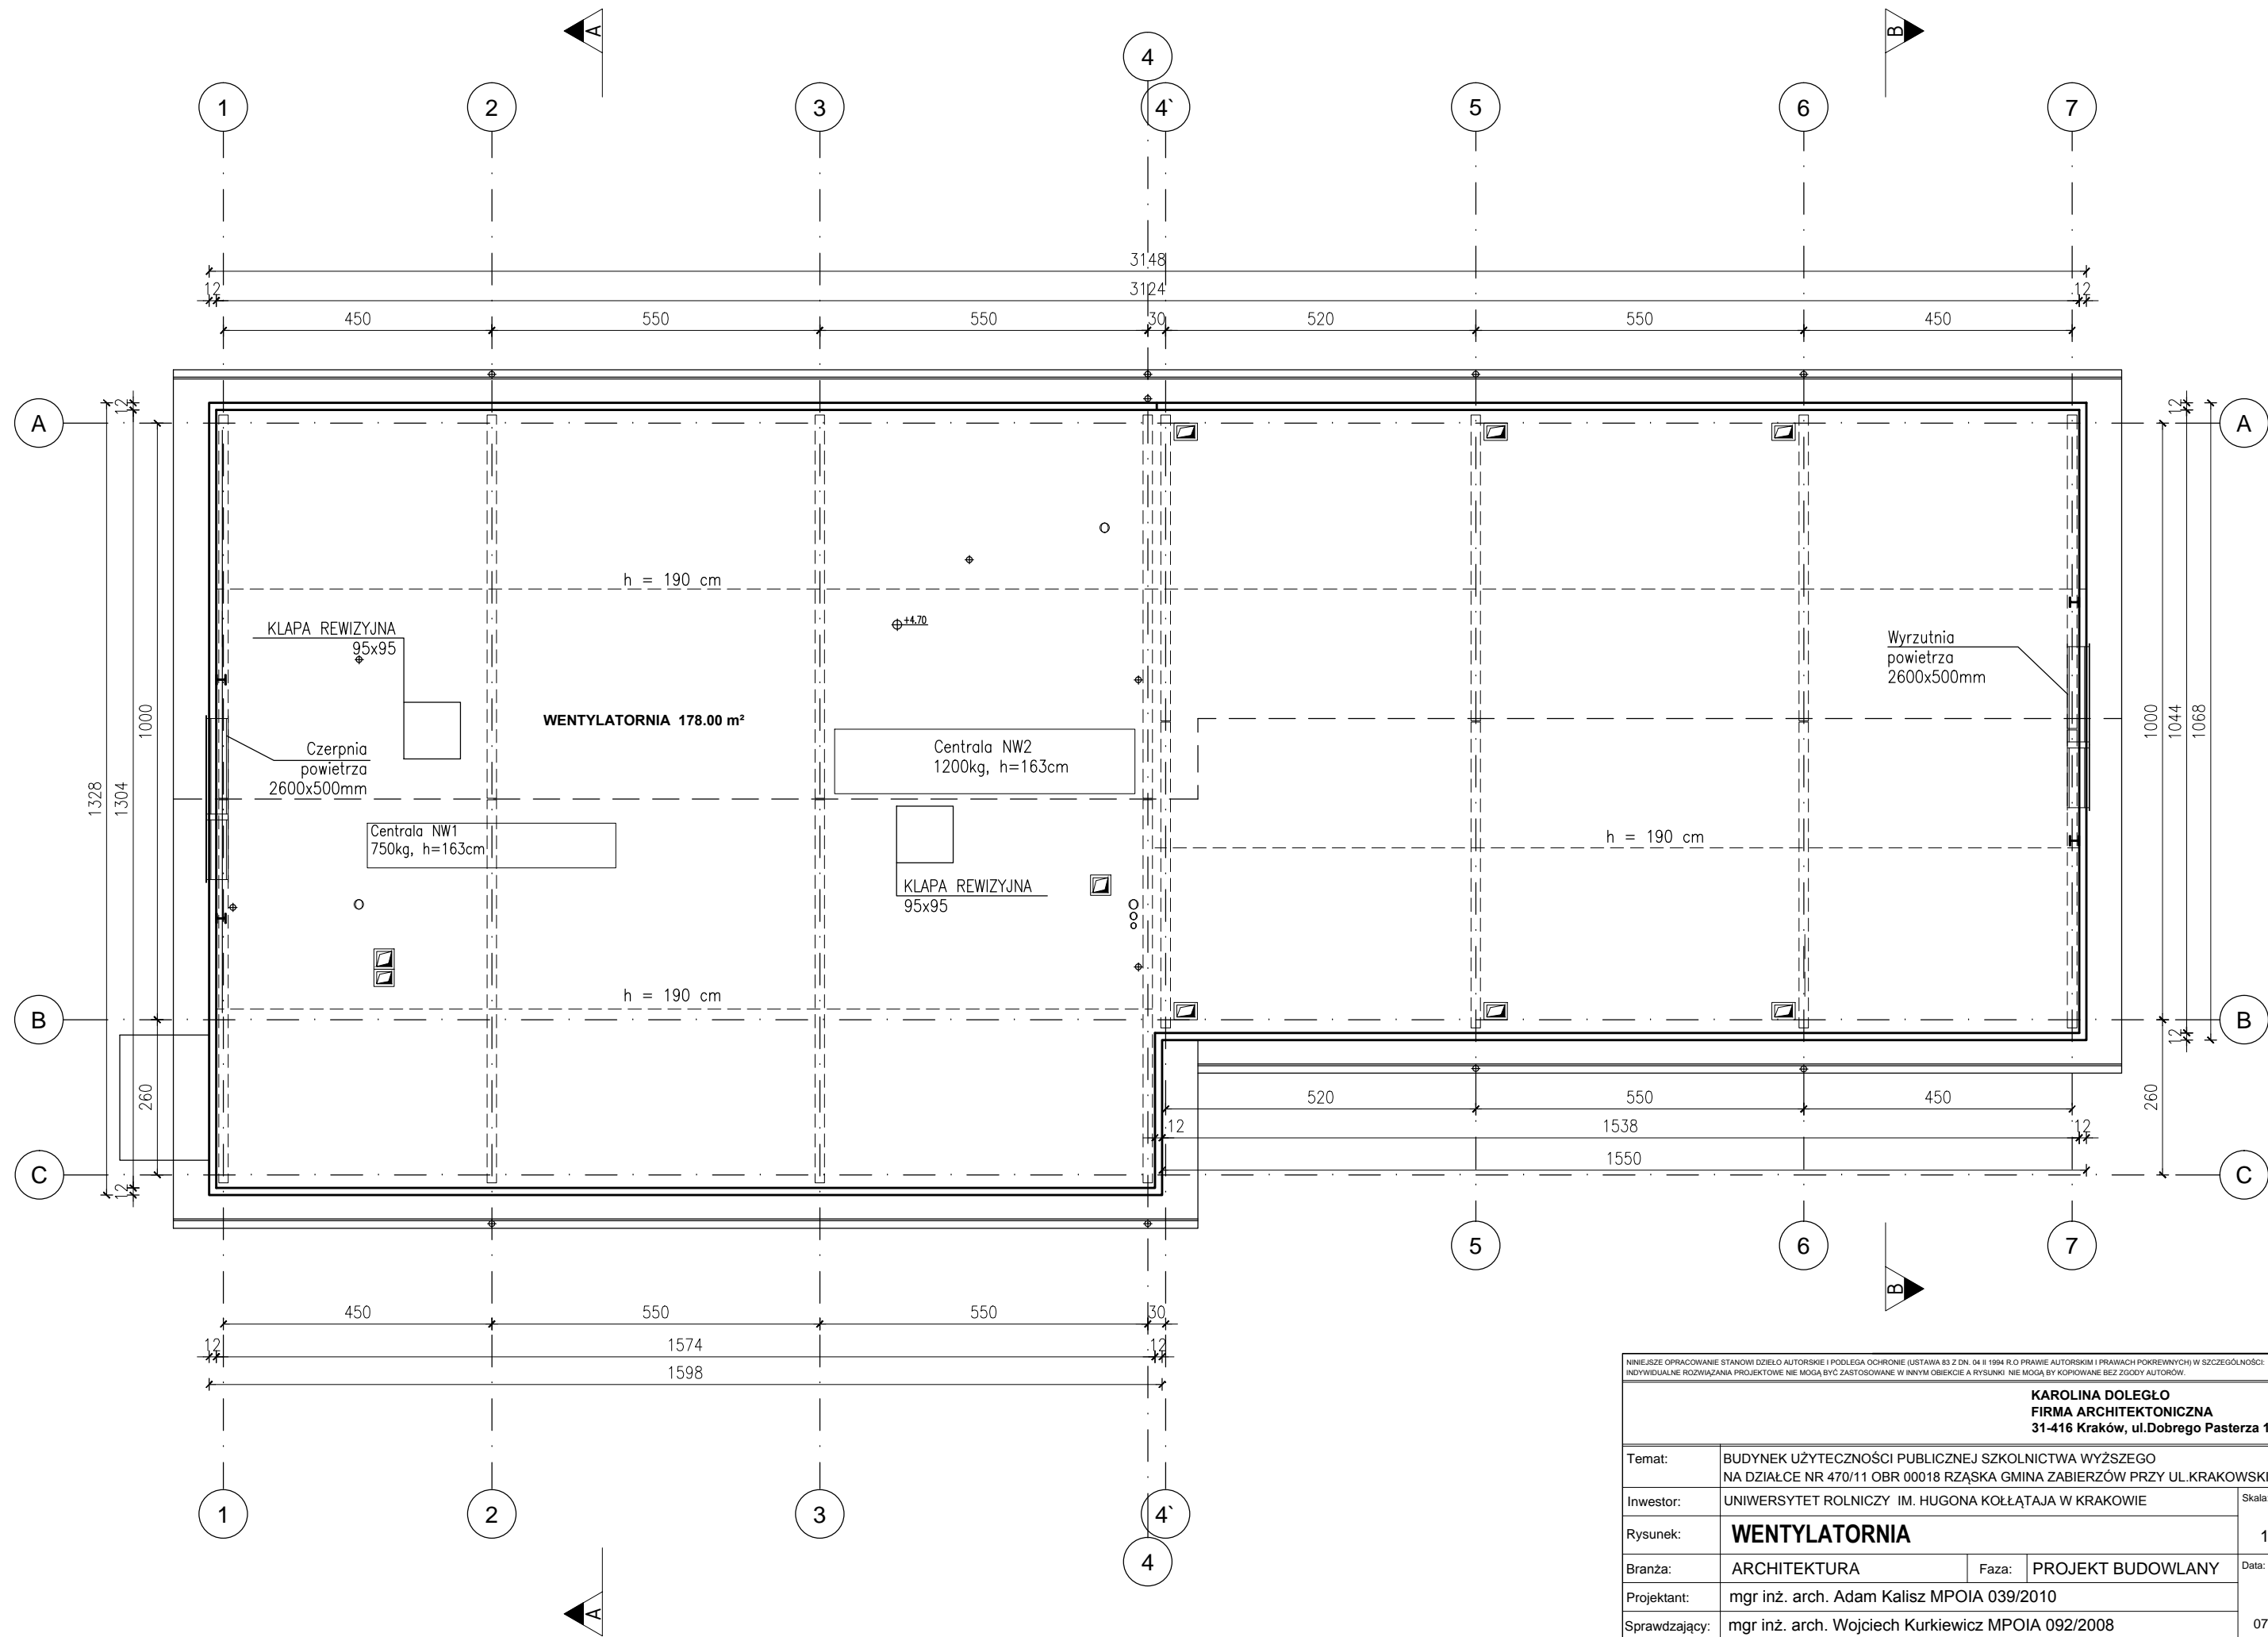 A
B
4
1
2
3
4`
5
6
7
3148
12
3124
12
450
550
550
30
520
550
450
A
A
12
12
h = 190 cm
+4.70
KLAPA REWIZYJNA
95x95
Wyrzutnia
powietrza
2600x500mm
WENTYLATORNIA 178.00 m²
1000
1000
1044
1068
Czerpnia
powietrza
2600x500mm
Centrala NW2
1200kg, h=163cm
1328
1304
Centrala NW1
750kg, h=163cm
h = 190 cm
KLAPA REWIZYJNA
95x95
h = 190 cm
B
B
12
260
260
520
550
450
12
1538
12
1550
C
C
12
5
6
7
B
450
550
550
30
12
1574
12
1598
1
2
3
4`
4
A
NINIEJSZE OPRACOWANIE STANOWI DZIEŁO AUTORSKIE I PODLEGA OCHRONIE (USTAWA 83 Z DN. 04 II 1994 R.O PRAWIE AUTORSKIM I PRAWACH POKREWNYCH) W SZCZEGÓLNOŚCI:
INDYWIDUALNE ROZWIĄZANIA PROJEKTOWE NIE MOGĄ BYĆ ZASTOSOWANE W INNYM OBIEKCIE A RYSUNKI NIE MOGĄ BY KOPIOWANE BEZ ZGODY AUTORÓW.
KAROLINA DOLEGŁO
FIRMA ARCHITEKTONICZNA
31-416 Kraków, ul.Dobrego Pasterza 1
Temat:
BUDYNEK UŻYTECZNOŚCI PUBLICZNEJ SZKOLNICTWA WYŻSZEGO
NA DZIAŁCE NR 470/11 OBR 00018 RZĄSKA GMINA ZABIERZÓW PRZY UL.KRAKOWSKI
Inwestor: UNIWERSYTET ROLNICZY IM. HUGONA KOŁŁĄTAJA W KRAKOWIE Skala:
Rysunek: WENTYLATORNIA 1
Branża: ARCHITEKTURA Faza: PROJEKT BUDOWLANY Data:
Projektant: mgr inż. arch. Adam Kalisz MPOIA 039/2010
Sprawdzający: mgr inż. arch. Wojciech Kurkiewicz MPOIA 092/2008 07